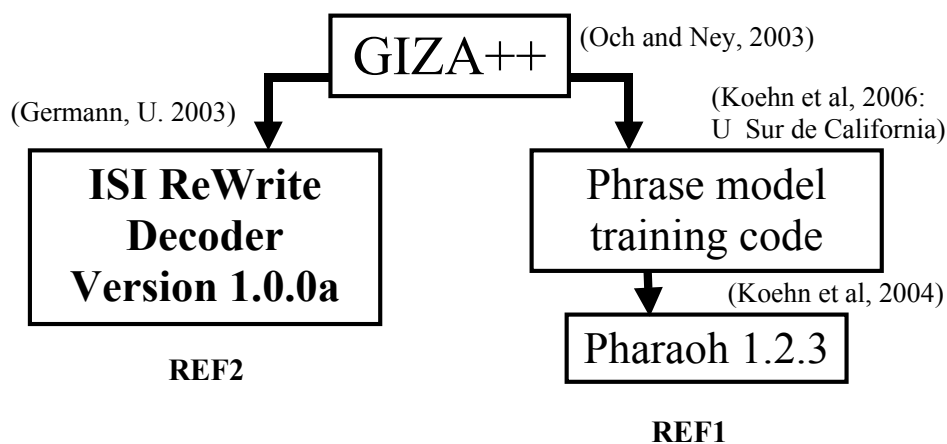 GIZA++
(Och and Ney, 2003)
(Germann, U. 2003)
(Koehn et al, 2006:
U Sur de California)
ISI ReWrite
Decoder
Version 1.0.0a
Phrase model
training code
(Koehn et al, 2004)
Pharaoh 1.2.3
REF2
REF1